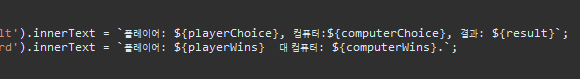 lt').innerText = `플레이어: ${playerChoice}, 컴퓨터:${computerChoice}, 결과: ${result}`;
rd').innerText = `플레이어: ${playerWins}  대 컴퓨터: ${computerWins}.`;